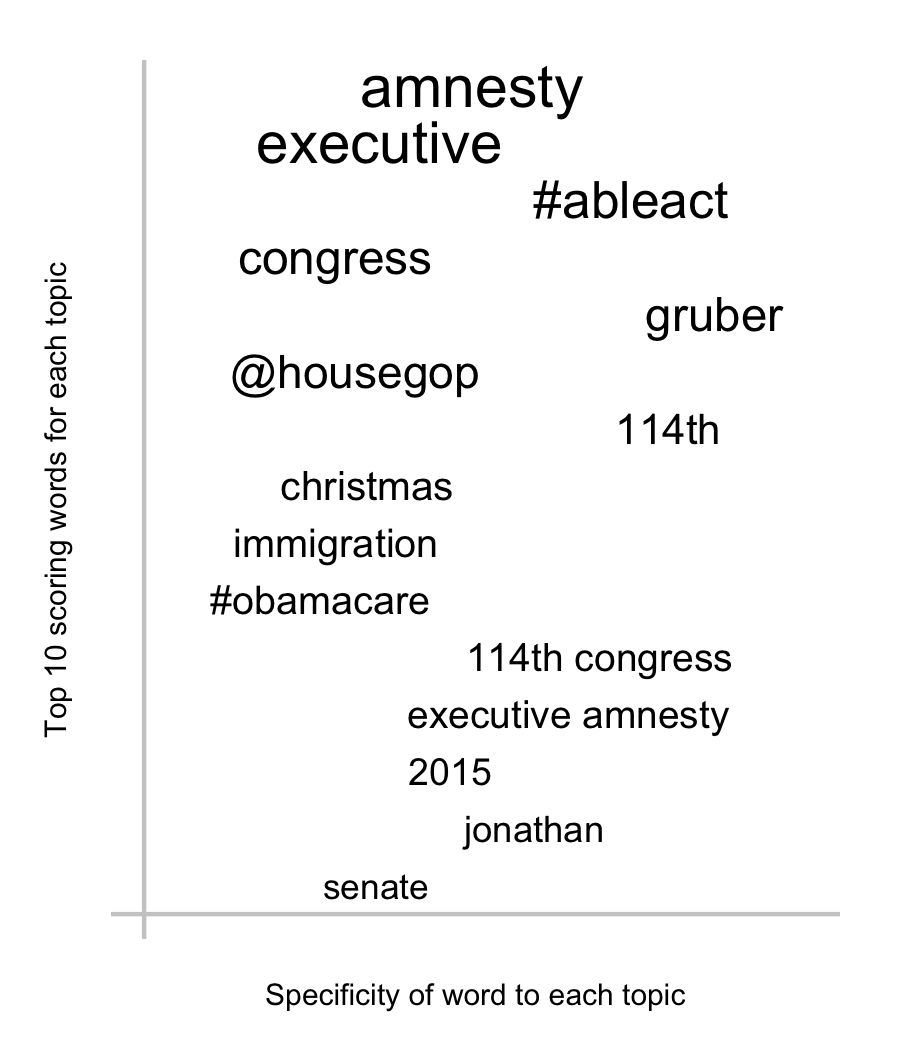 amnesty
executive
#ableact
congress
gruber
@housegop
114th
christmas
immigration
#obamacare
114th congress
executive amnesty
2015
jonathan
senate
Top 10 scoring words for each topic
Specificity of word to each topic